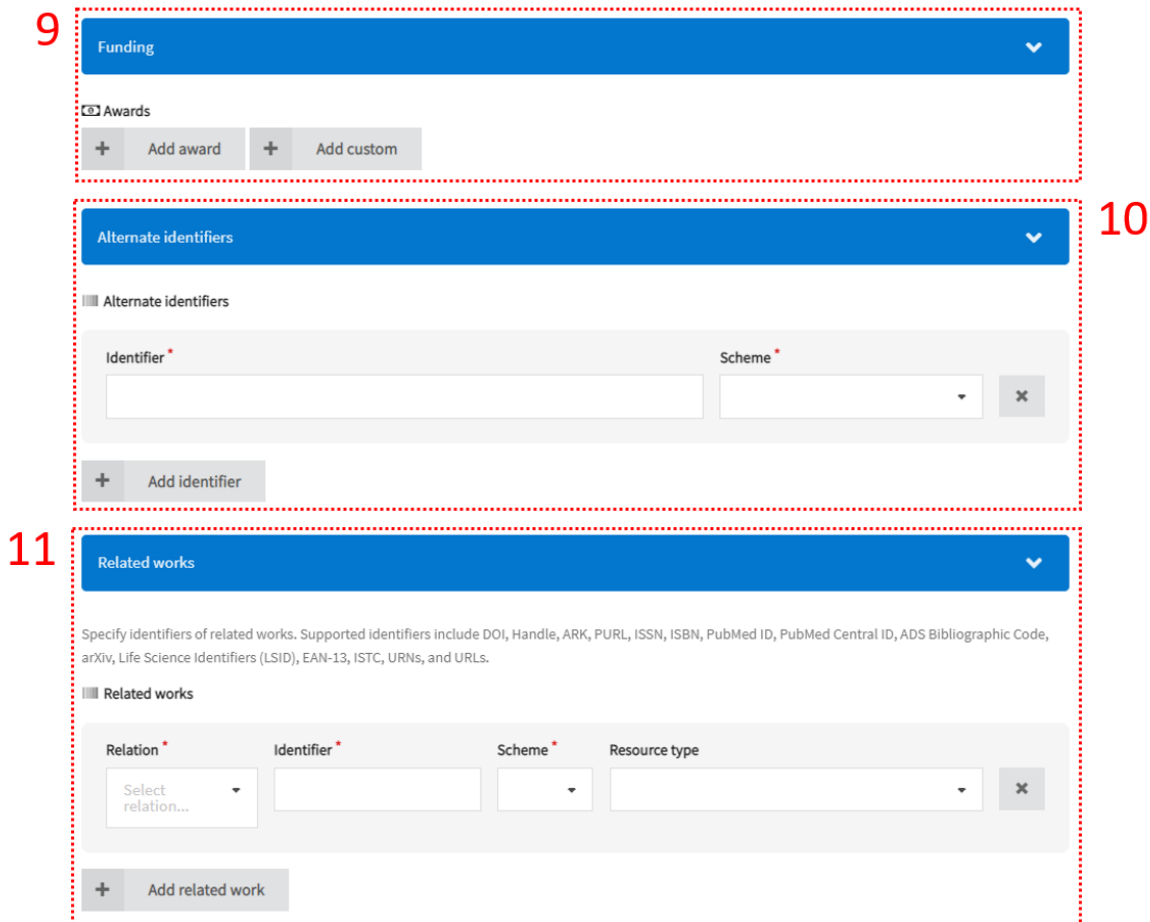 9
Funding
Awards
+ Add award + Add custom
10
Alternate identifiers
Alternate identifiers
Identifier * Scheme *
+ Add identifier
11
Related works
Specify identifiers of related works. Supported identifiers include DOI, Handle, ARK, PURL, ISSN, ISBN, PubMed ID, PubMed Central ID, ADS Bibliographic Code,
arXiv, Life Science Identifiers (LSID), EAN-13, ISTC, URNs, and URLs.
Related works
Relation * Identifier * Scheme * Resource type
Select
relation...
+ Add related work